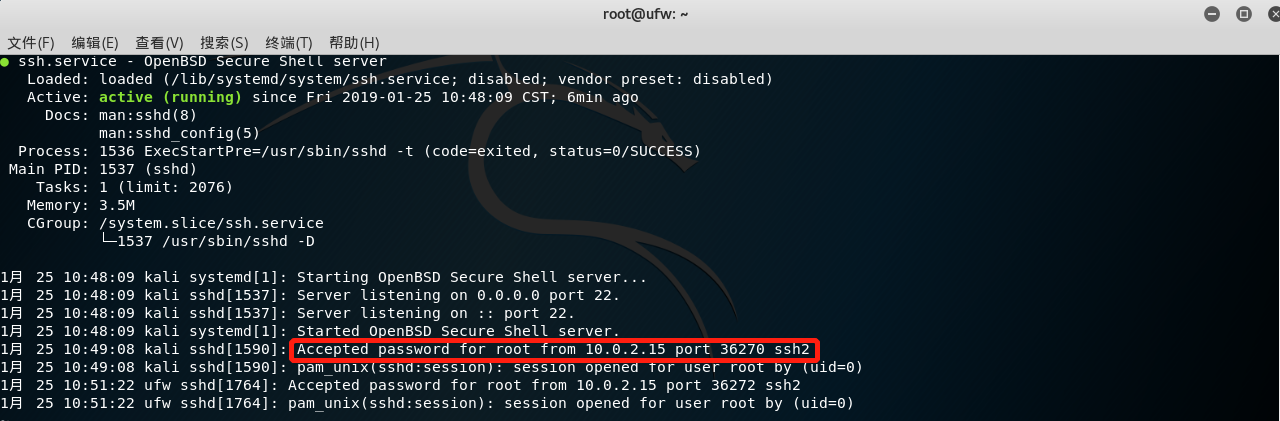 root@ufw: ~
文件(F) 编辑(E) 查看(V) 搜索(S) 终端(T) 帮助(H)
● ssh.service - OpenBSD Secure Shell server
Loaded: loaded (/lib/systemd/system/ssh.service; disabled; vendor preset: disabled)
Active: active (running) since Fri 2019-01-25 10:48:09 CST; 6min ago
Docs: man:sshd(8)
man:sshd_config(5)
Process: 1536 ExecStartPre=/usr/sbin/sshd -t (code=exited, status=0/SUCCESS)
Main PID: 1537 (sshd)
Tasks: 1 (limit: 2076)
Memory: 3.5M
CGroup: /system.slice/ssh.service
└─1537 /usr/sbin/sshd -D
1月 25 10:48:09 kali systemd[1]: Starting OpenBSD Secure Shell server...
1月 25 10:48:09 kali sshd[1537]: Server listening on 0.0.0.0 port 22.
1月 25 10:48:09 kali sshd[1537]: Server listening on :: port 22.
1月 25 10:48:09 kali systemd[1]: Started OpenBSD Secure Shell server.
1月 25 10:49:08 kali sshd[1590]: Accepted password for root from 10.0.2.15 port 36270 ssh2
1月 25 10:49:08 kali sshd[1590]: pam_unix(sshd:session): session opened for user root by (uid=0)
1月 25 10:51:22 ufw sshd[1764]: Accepted password for root from 10.0.2.15 port 36272 ssh2
1月 25 10:51:22 ufw sshd[1764]: pam_unix(sshd:session): session opened for user root by (uid=0)